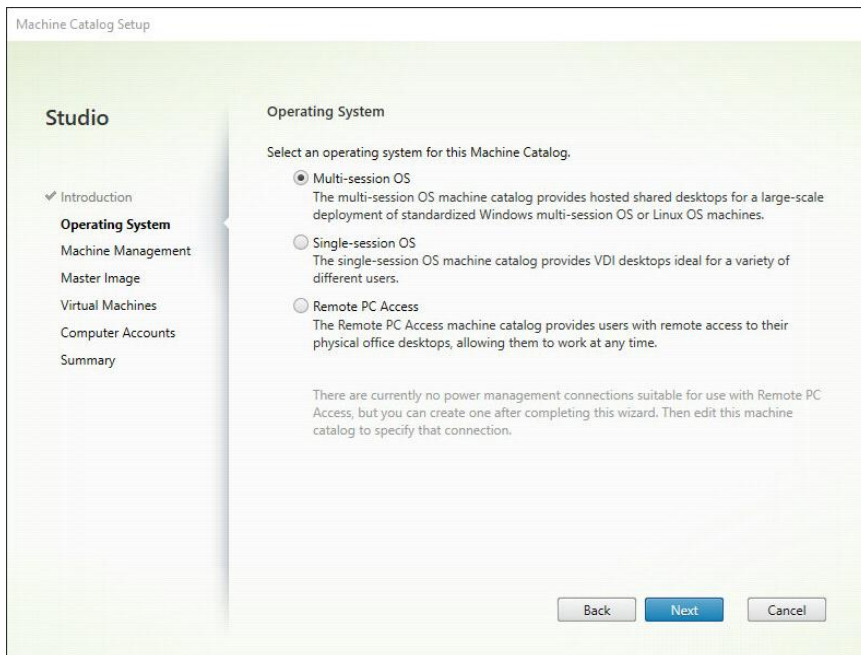 Machine Catalog Setup
Studio
Introduction
Operating System
Machine Management
Master Image
Virtual Machines
Computer Accounts
Summary
Operating System
Select an operating system for this Machine Catalog.
Multi-session OS
The multi-session OS machine catalog provides hosted shared desktops for a large-scale
deployment of standardized Windows multi-session OS or Linux OS machines.
Single-session OS
The single-session OS machine catalog provides VDI desktops ideal for a variety of
different users.
Remote PC Access
The Remote PC Access machine catalog provides users with remote access to their
physical office desktops, allowing them to work at any time.
There are currently no power management connections suitable for use with Remote PC
Access, but you can create one after completing this wizard. Then edit this machine
catalog to specify that connection.
Back Next Cancel